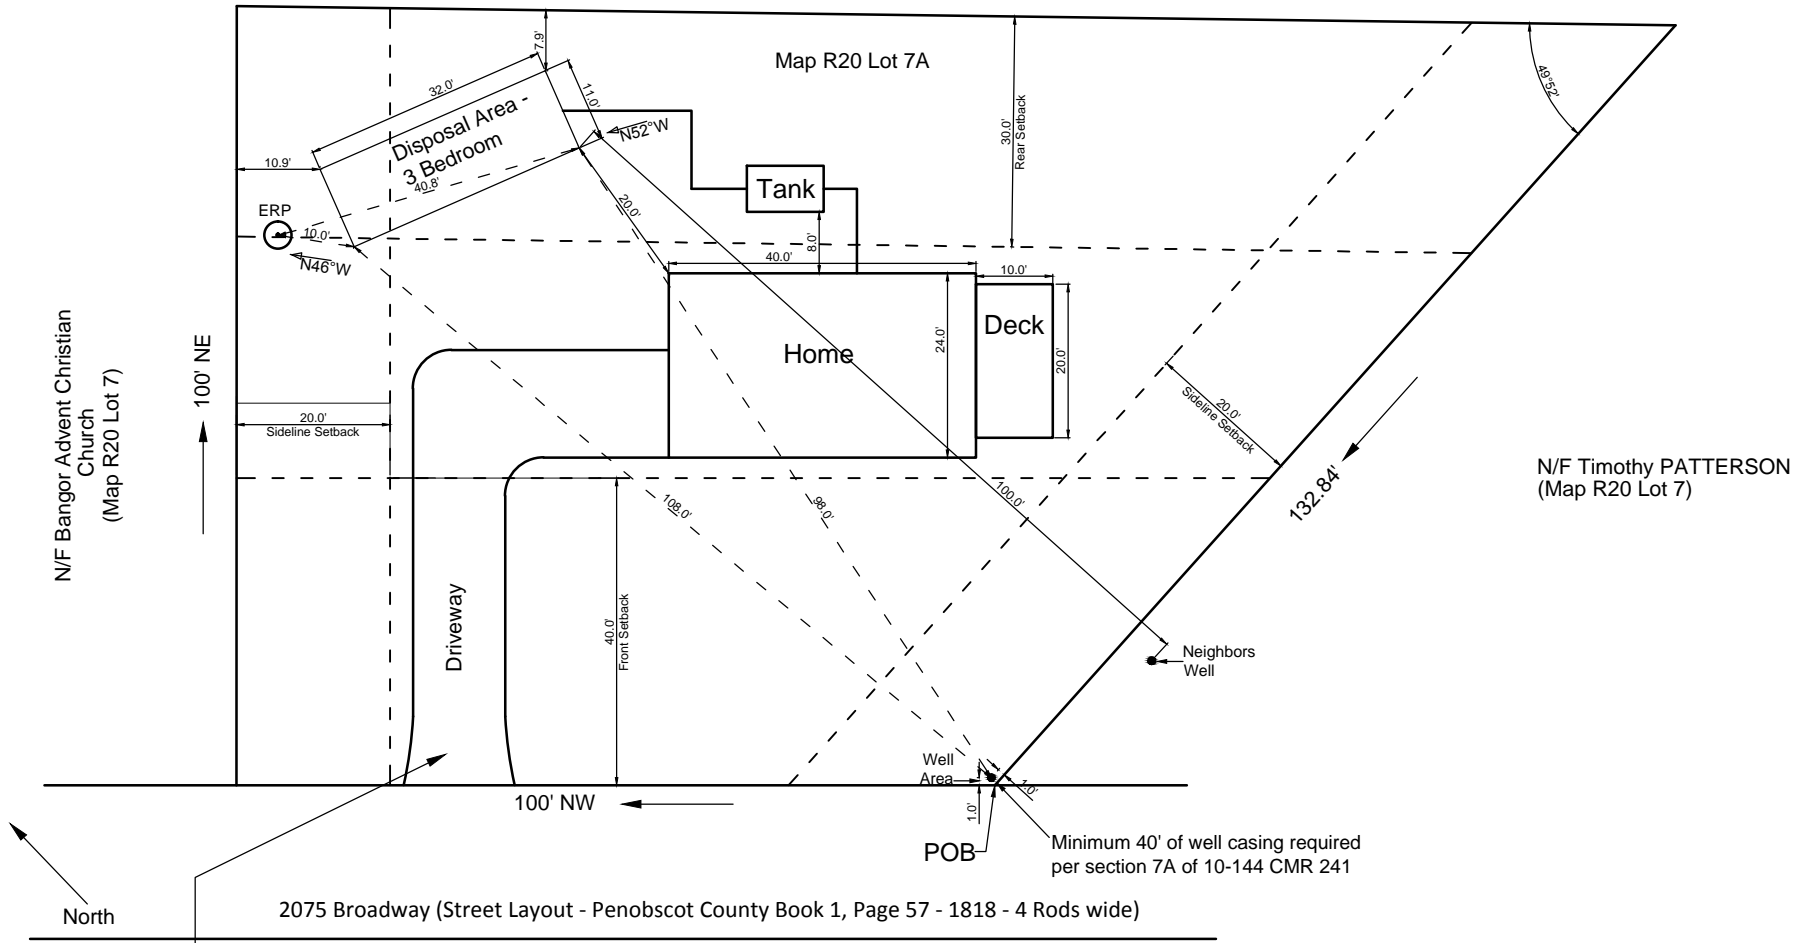 7.9'
Map R20 Lot 7A
32.0'
11.0'
Disposal Area -
3 Bedroom
N52°W
49°52'
30.0'
Rear Setback
10.9'
40.8'
Tank
20.0'
ERP
10.0'
8.0'
N46°W
40.0'
10.0'
Deck
Home
24.0'
20.0'
N/F Bangor Advent Christian
Church
(Map R20 Lot 7)
100' NE
20.0'
Sideline Setback
20.0'
Sideline Setback
132.84'
N/F Timothy PATTERSON
(Map R20 Lot 7)
108.0'
98.0'
100.0'
Driveway
40.0'
Front Setback
Neighbors
Well
Well
Area
1.0'
1.0'
100' NW
POB
Minimum 40' of well casing required
per section 7A of 10-144 CMR 241
North
2075 Broadway (Street Layout - Penobscot County Book 1, Page 57 - 1818 - 4 Rods wide)